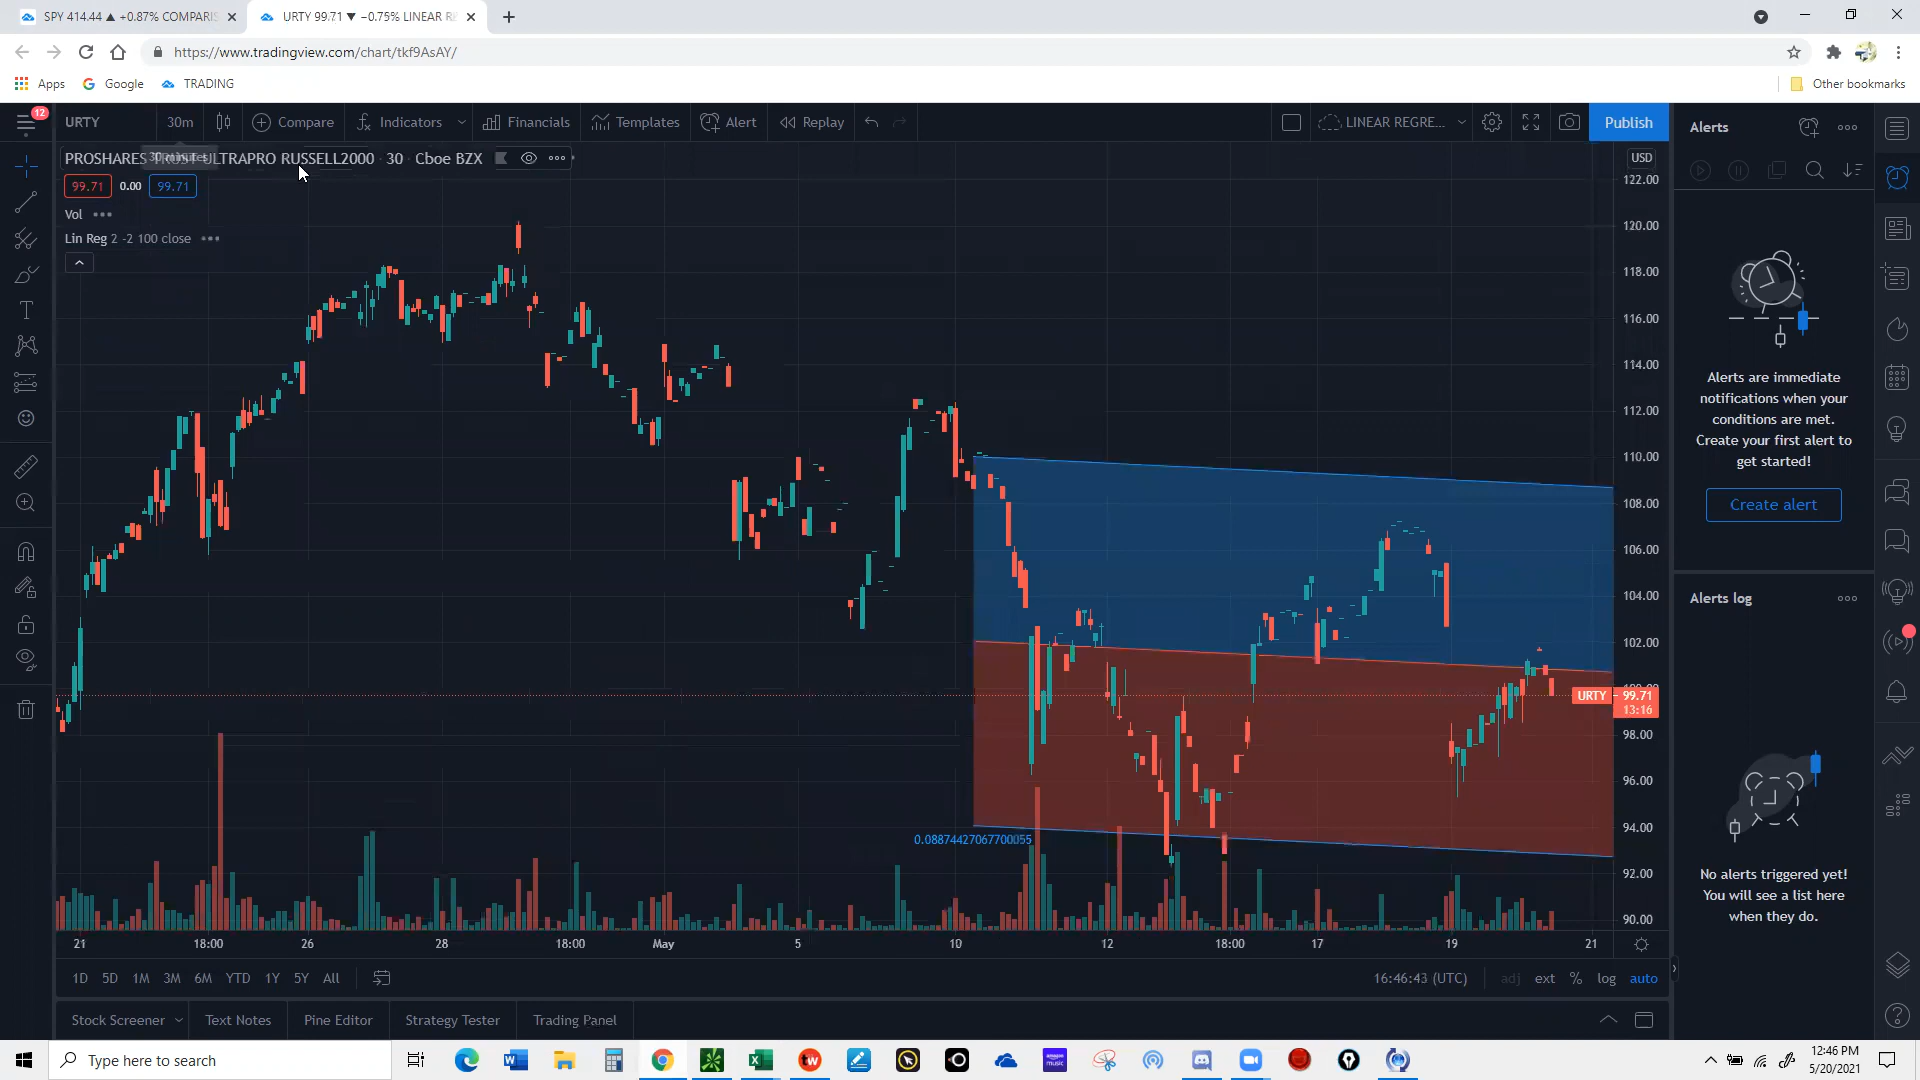 SPY 414.44 ▲ +0.87% COMPARIS
URTY 99.71 ▼ −0.75% LINEAR RE
https://www.tradingview.com/chart/tkf9AsAY/
Apps
Google
TRADING
Other bookmarks
12
URTY
30m
Compare
Indicators
Financials
Templates
Alert
Replay
LINEAR REGRE...
Publish
Alerts
PROSHARES TRUST ULTRAPRO RUSSELL2000 · 30 · Cboe BZX
30 minutes
USD
99.71
0.00
99.71
Vol
Lin Reg 2 -2 100 close
122.00
120.00
118.00
116.00
114.00
112.00
110.00
108.00
106.00
104.00
102.00
100.00
URTY
99.71
13:16
98.00
96.00
94.00
92.00
90.00
0.08874427067700055
Alerts are immediate
notifications when your
conditions are met.
Create your first alert to
get started!
Create alert
Alerts log
No alerts triggered yet!
You will see a list here
when they do.
21
18:00
26
28
18:00
May
5
10
12
18:00
17
19
21
1D
5D
1M
3M
6M
YTD
1Y
5Y
All
16:46:43 (UTC)
adj
ext
%
log
auto
Stock Screener
Text Notes
Pine Editor
Strategy Tester
Trading Panel
Type here to search
12:46 PM
5/20/2021